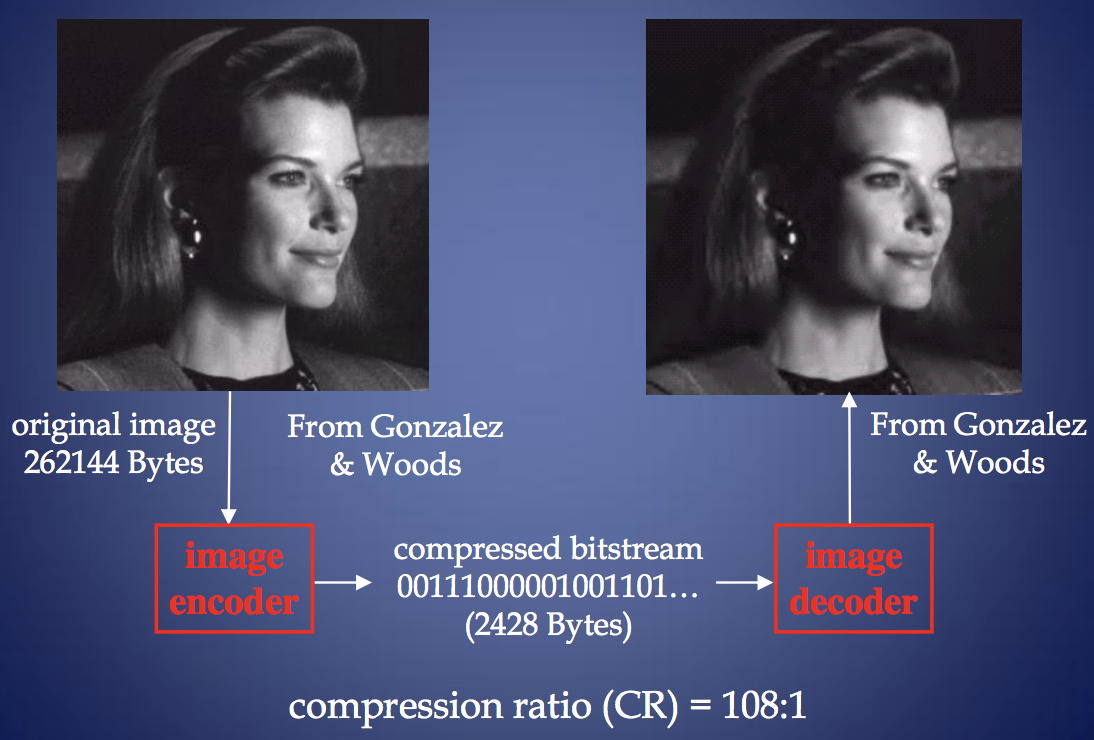 original image
262144 Bytes
From Gonzalez
& Woods
From Gonzalez
& Woods
image
encoder
compressed bitstream
00111000001001101…
(2428 Bytes)
image
decoder
compression ratio (CR) = 108:1